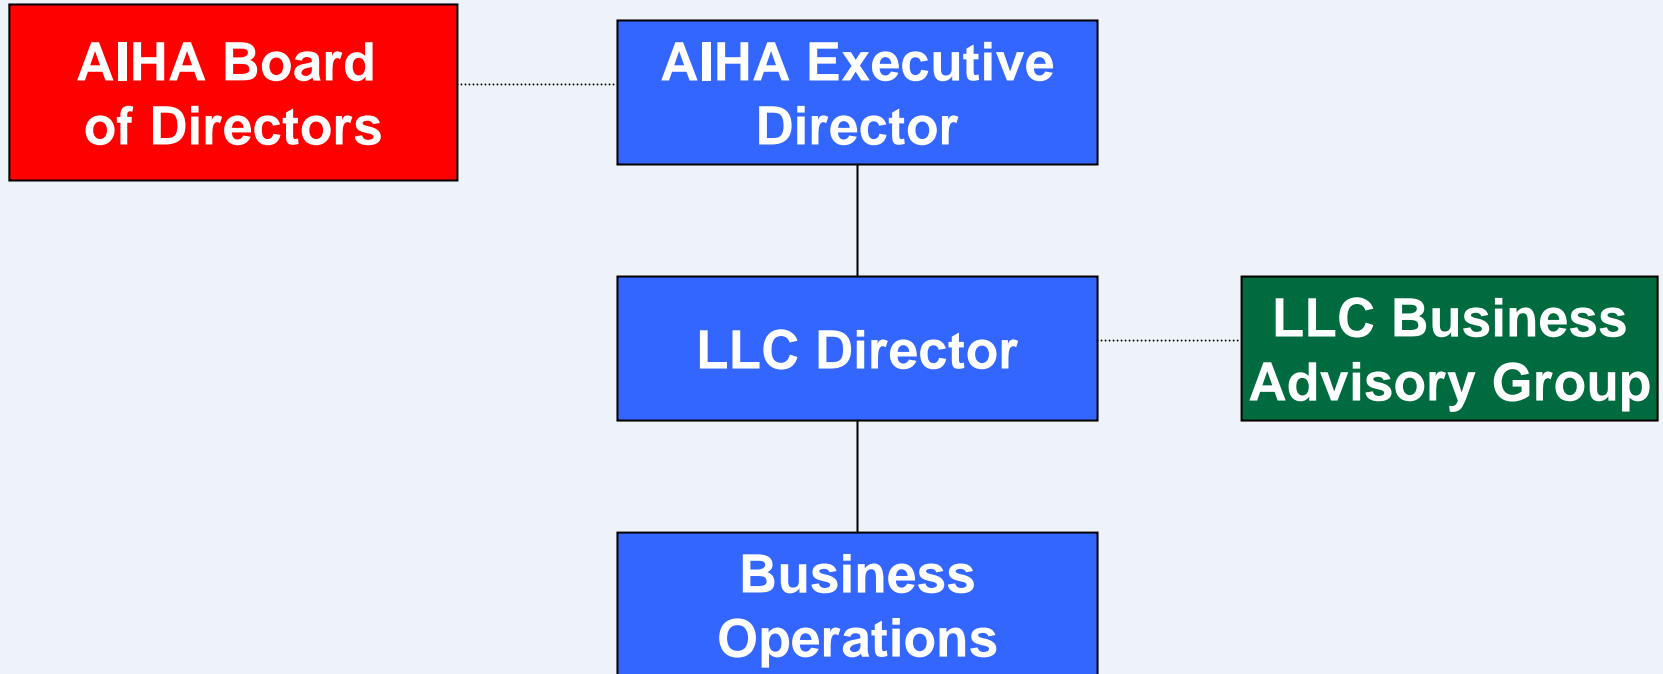 AIHA Board
of Directors
AIHA Executive
Director
LLC Director
LLC Business
Advisory Group
Business
Operations